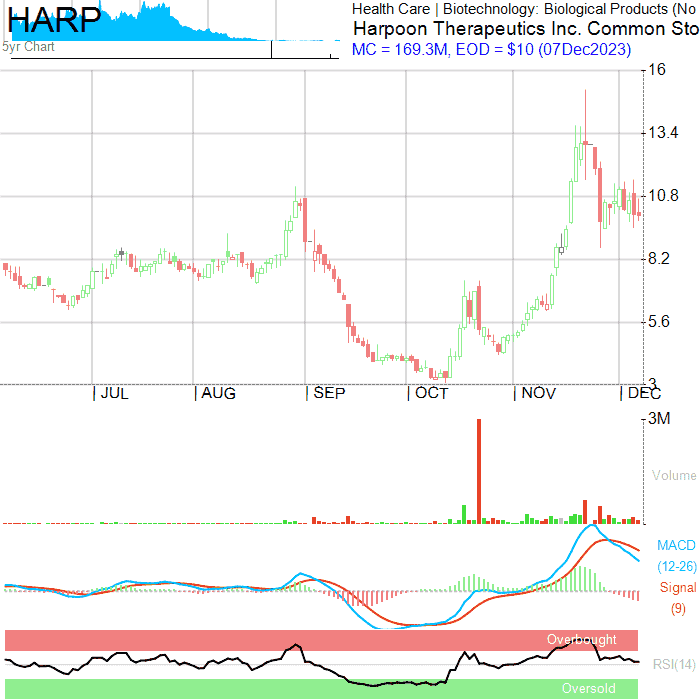 HARP
5yr Chart
Health Care | Biotechnology: Biological Products (No
Harpoon Therapeutics Inc. Common Sto
MC = 169.3M, EOD = $10 (07Dec2023)
16
13.4
10.8
8.2
5.6
3
JUL
AUG
SEP
OCT
NOV
DEC
3M
Volume
MACD
(12-26)
Signal
(9)
Overbought
RSI(14)
Oversold